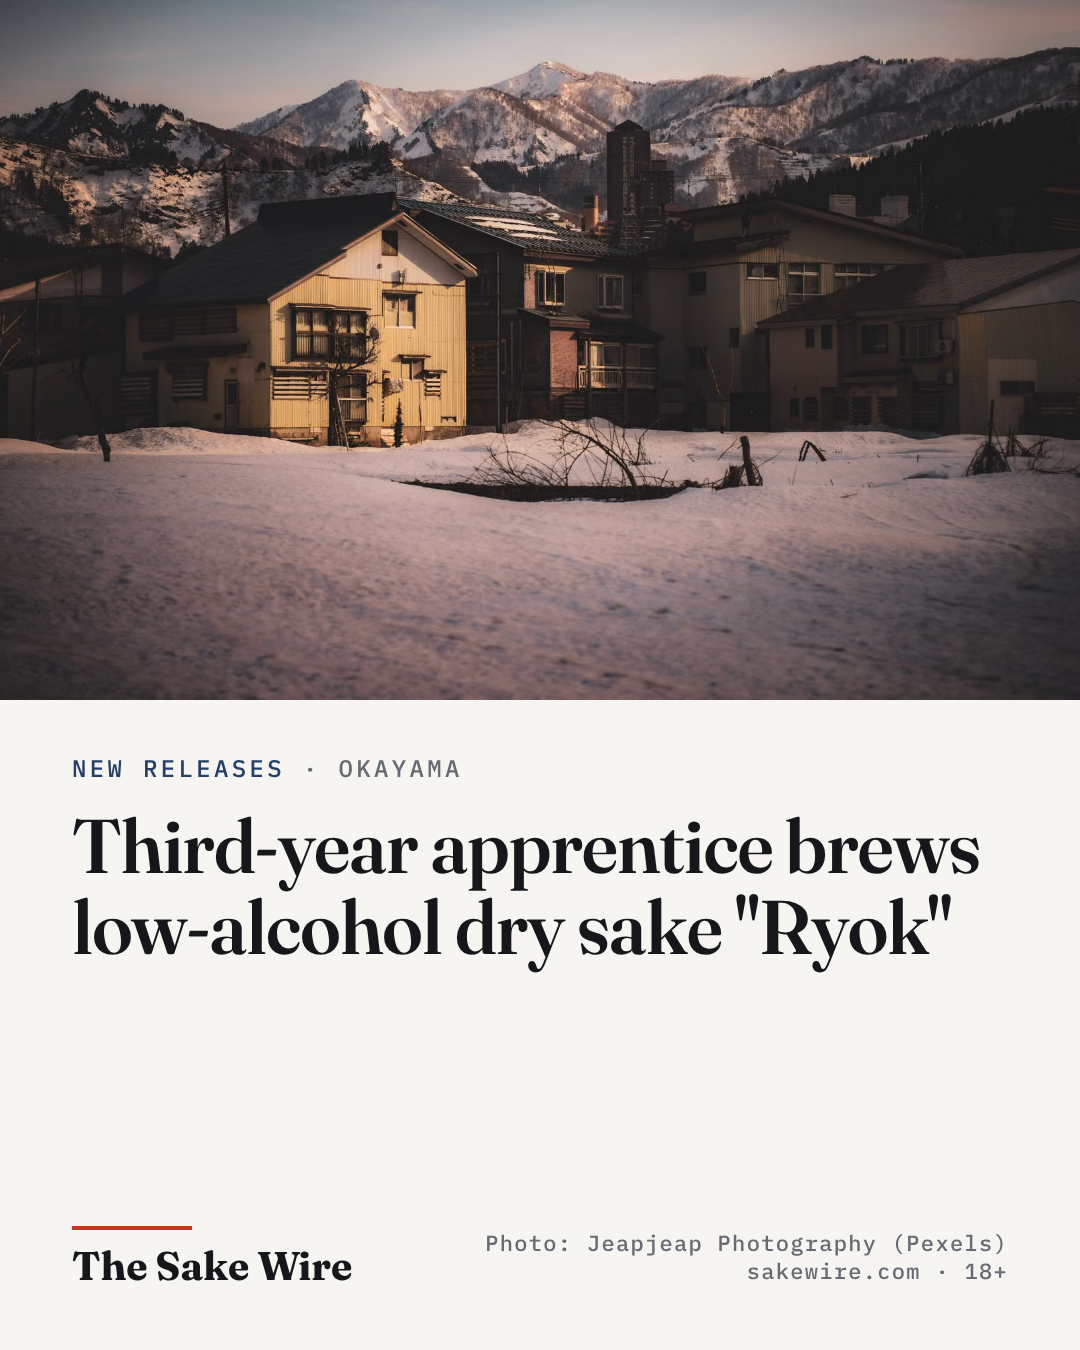 NEW RELEASES · OKAYAMA
Third-year apprentice brews
low-alcohol dry sake "Ryok"
The Sake Wire
Photo: Jeapjeap Photography (Pexels)
sakewire.com · 18+